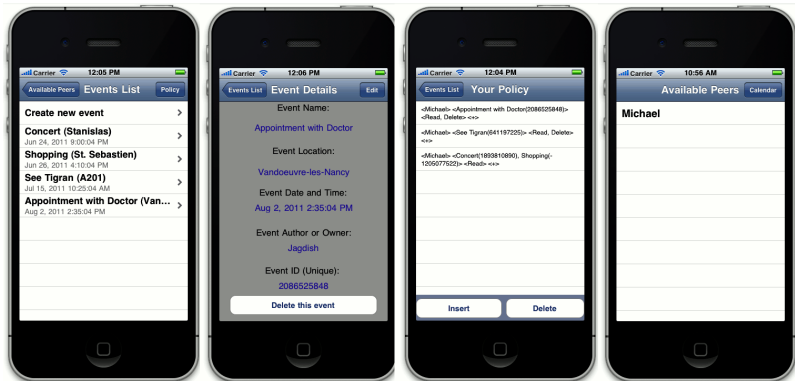 Carrier 12:05 PM
Available Peers Events List Policy
Create new event
Concert (Stanislas)
Jun 24, 2011 9:00:04 PM
Shopping (St. Sebastien)
Jun 26, 2011 4:10:04 PM
See Tigran (A201)
Jul 15, 2011 10:25:04 AM
Appointment with Doctor (Van...
Aug 2, 2011 2:35:04 PM
Carrier 12:06 PM
Events List Event Details Edit
Event Name:
Appointment with Doctor
Event Location:
Vandoeuvre-les-Nancy
Event Date and Time:
Aug 2, 2011 2:35:04 PM
Event Author or Owner:
Jagdish
Event ID (Unique):
2086525848
Delete this event
Carrier 12:04 PM
Events List Your Policy
<Michael> <Appointment with Doctor(2086525848)>
<Read, Delete> <+>
<Michael> <See Tigran(641197225)> <Read, Delete>
<+>
<Michael> <Concert(1893810890), Shopping(-
1205077522)> <Read> <+>
Insert Delete
Carrier 10:56 AM
Available Peers Calendar
Michael